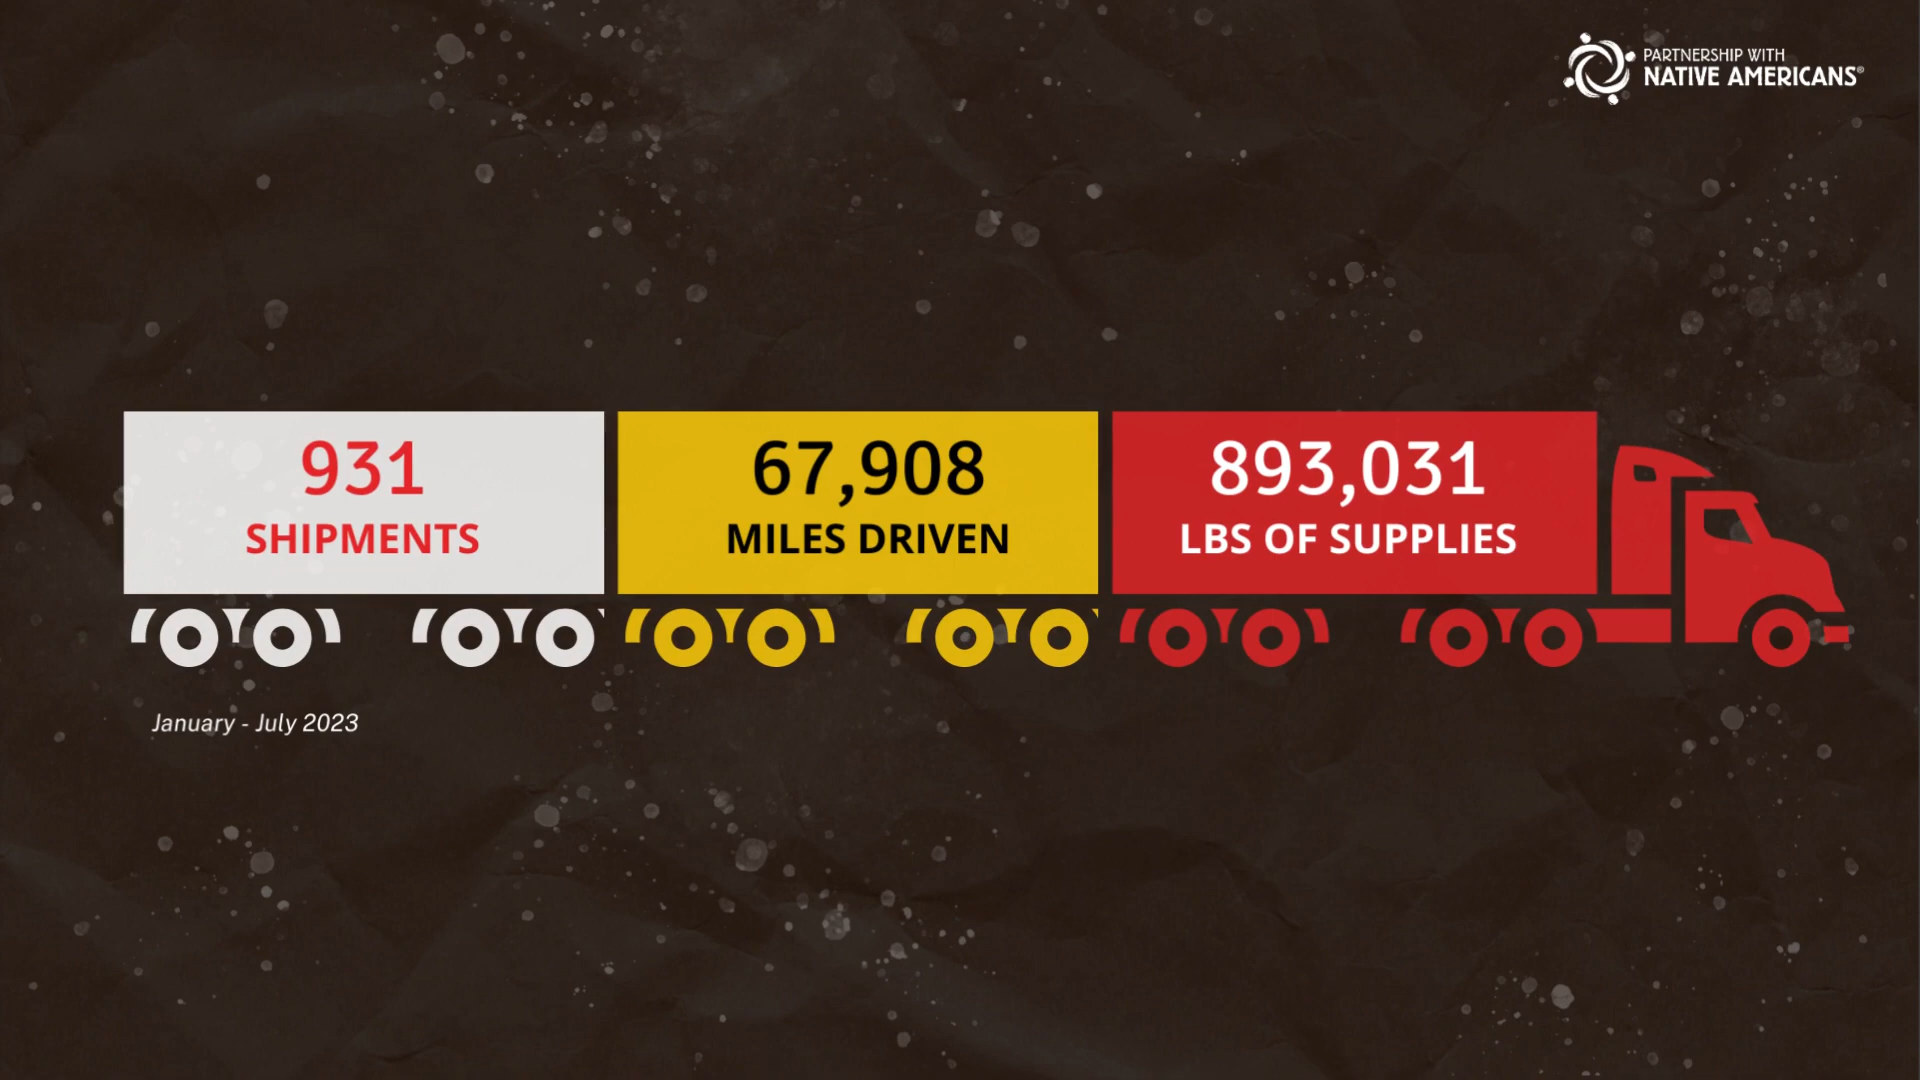 PARTNERSHIP WITH
NATIVE AMERICANS®
931
SHIPMENTS
67,908
MILES DRIVEN
893,031
LBS OF SUPPLIES
January - July 2023